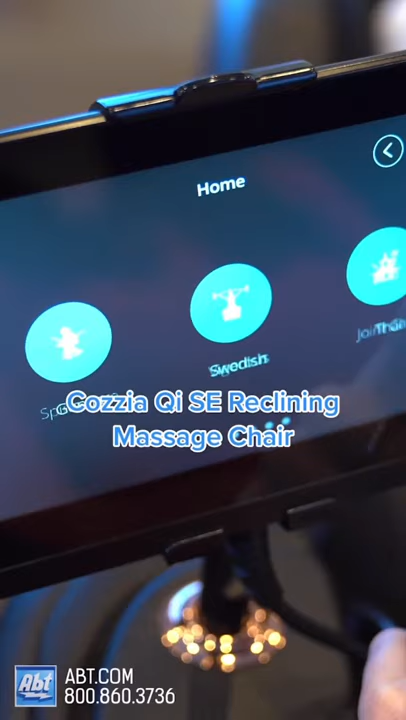 Home
Swedish
Cozzia Qi SE Reclining
Massage Chair
Abt
ABT.COM
800.860.3736